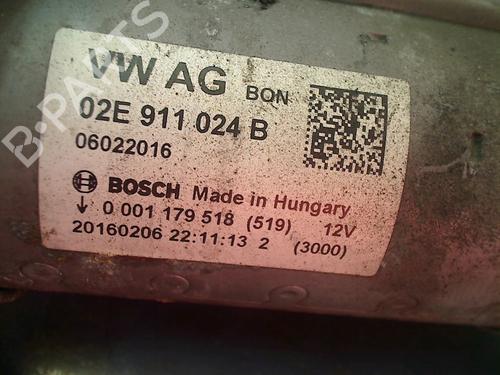 VW AG BQN
02E 911 024 B
06022016
BOSCH Made in Hungary
↓ 0 001 179 518 (519) 12V
20160206 22:11:13 2 (3000)
B-PARTS